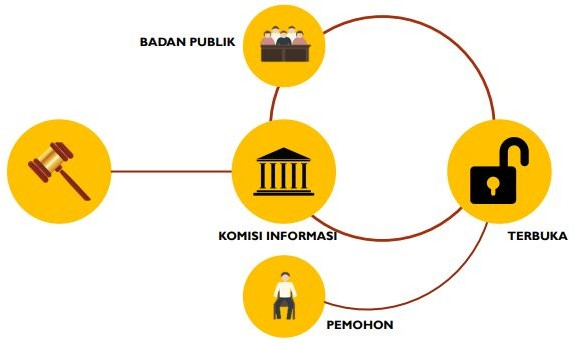 BADAN PUBLIK
KOMISI INFORMASI
TERBUKA
PEMOHON